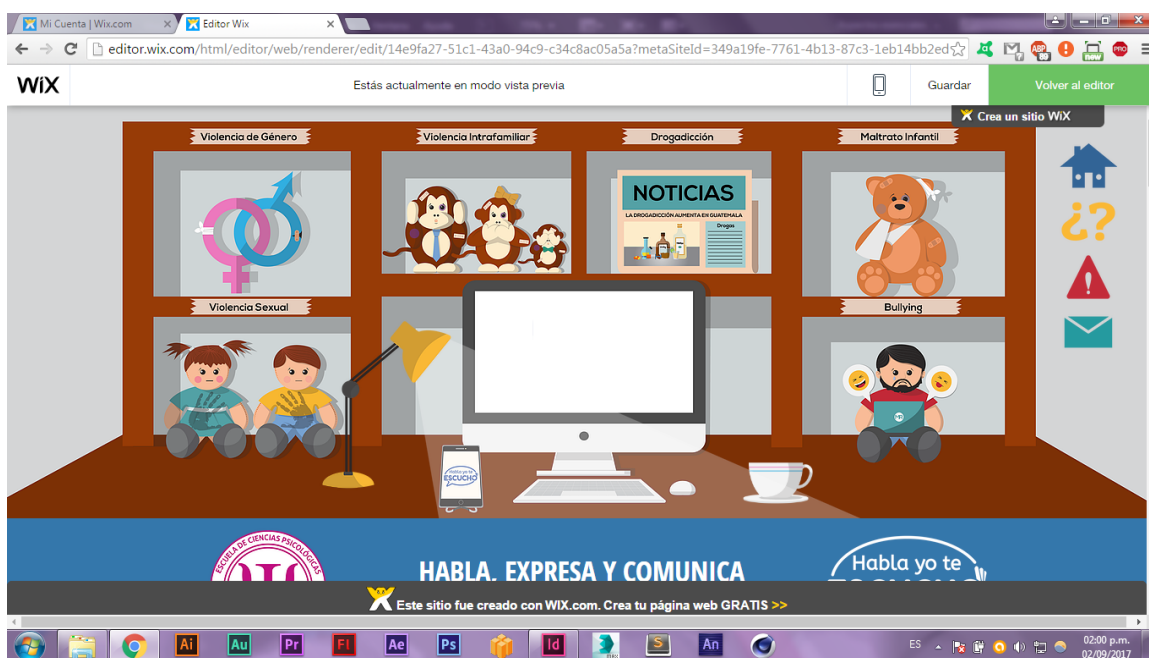 Mi Cuenta | Wix.com
Editor Wix
editor.wix.com/html/editor/web/renderer/edit/14e9fa27-51c1-43a0-94c9-c34c8ac05a5a?metaSiteId=349a19fe-7761-4b13-87c3-1eb14bb2ed
ABP
new
PRO
WiX
Estás actualmente en modo vista previa
Guardar
Volver al editor
Crea un sitio WiX
Violencia de Género
Violencia Intrafamiliar
Drogadicción
Maltrato Infantil
NOTICIAS
LA DROGADICCIÓN AUMENTA EN GUATEMALA
Drogas
¿?
Violencia Sexual
Bullying
Habla yo te
ESCUCHO
ESCUELA DE CIENCIAS PSICOLÓGICAS
HABLA, EXPRESA Y COMUNICA
Habla yo te
ESCUCHO
Este sitio fue creado con WIX.com. Crea tu página web GRATIS >>
Ai
Au
Pr
Fl
Ae
Ps
Id
S
An
ES
02:00 p.m.
02/09/2017